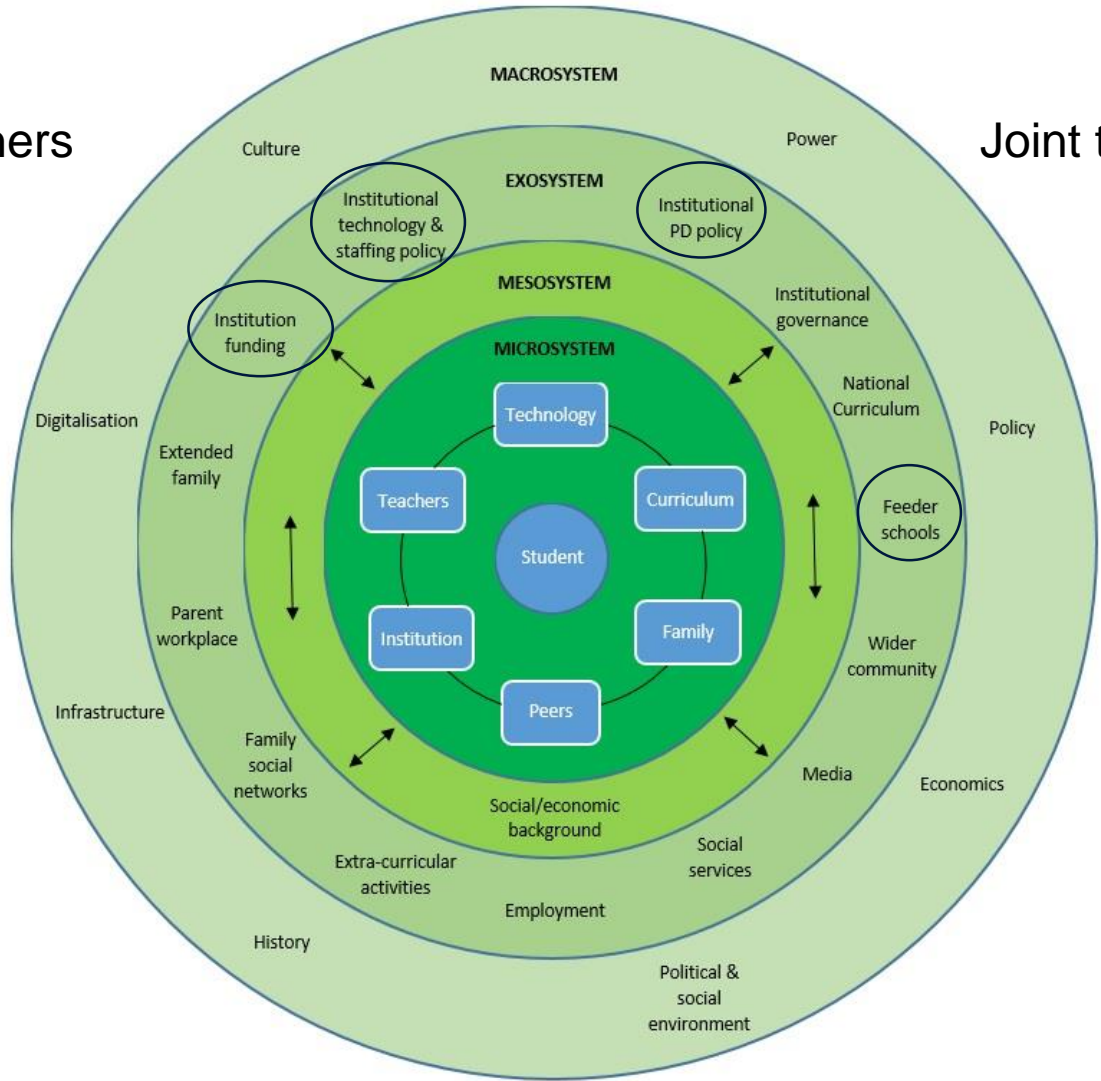 MACROSYSTEM
ners
Joint t
Culture
Power
EXOSYSTEM
Institutional
technology &
staffing policy
Institutional
PD policy
MESOSYSTEM
Institution
funding
Institutional
governance
MICROSYSTEM
National
Curriculum
Technology
Digitalisation
Policy
Extended
family
Teachers
Curriculum
Feeder
schools
Student
Parent
workplace
Institution
Family
Wider
community
Infrastructure
Peers
Family
social
networks
Media
Economics
Social/economic
background
Social
services
Extra-curricular
activities
Employment
History
Political &
social
environment